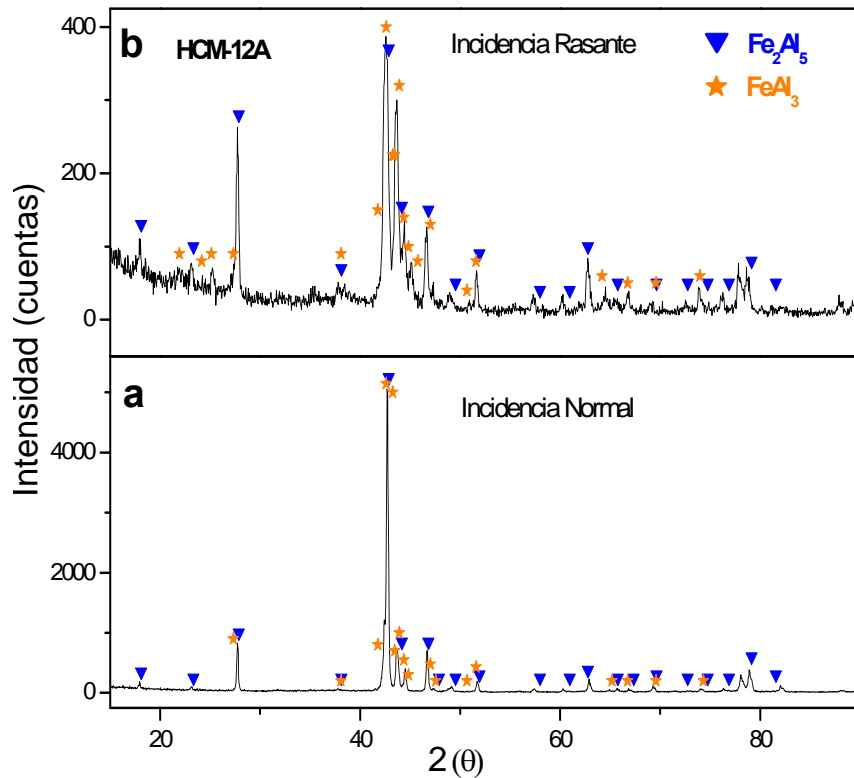 b HCM-12A Incidencia Rasante
▼ Fe₂Al₅
★ FeAl₃
400
200
0
Intensidad (cuentas)
a Incidencia Normal
4000
2000
0
20 40 60 80
2 (θ)